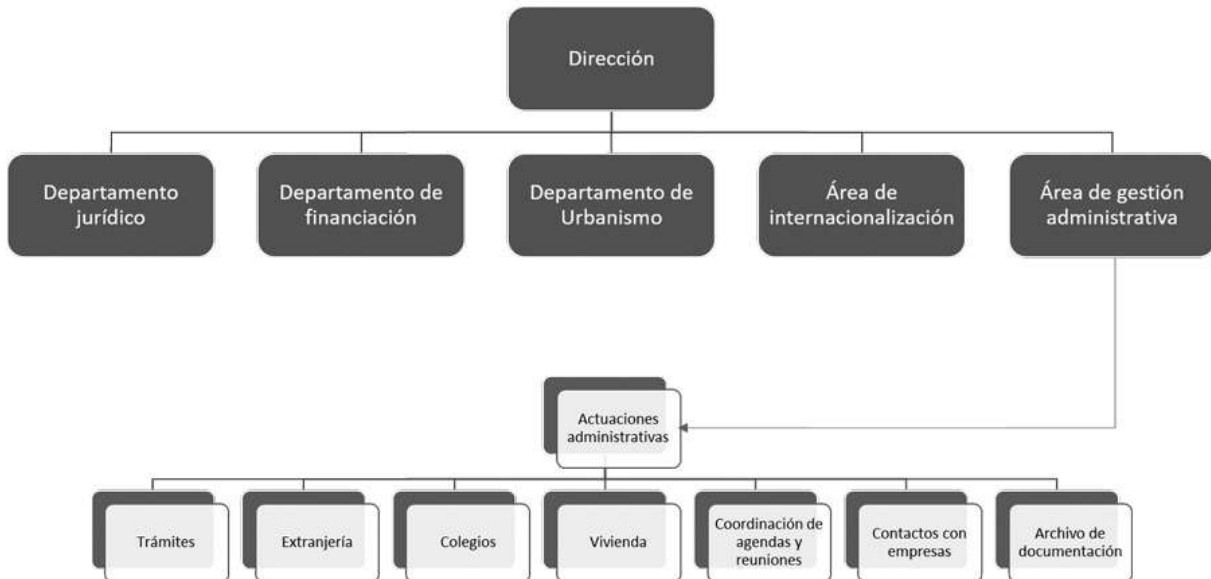 Dirección
Departamento
jurídico
Departamento de
financiación
Departamento de
Urbanismo
Área de
internacionalización
Área de gestión
administrativa
Actuaciones
administrativas
Trámites
Extranjería
Colegios
Vivienda
Coordinación de
agendas y
reuniones
Contactos con
empresas
Archivo de
documentación